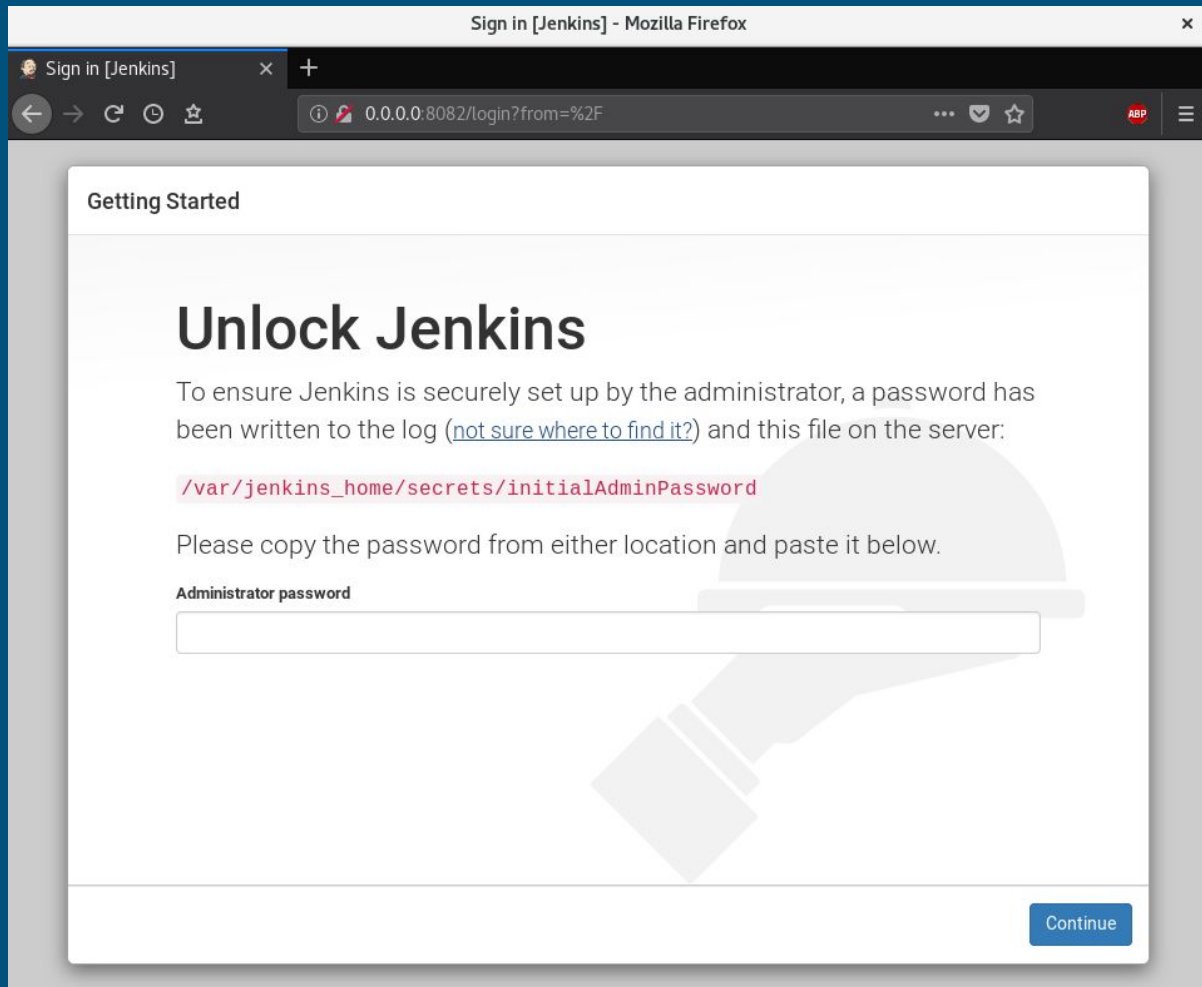 Sign in [Jenkins] - Mozilla Firefox
Sign in [Jenkins]
0.0.0.0:8082/login?from=%2F
ABP
Getting Started
Unlock Jenkins
To ensure Jenkins is securely set up by the administrator, a password has
been written to the log (not sure where to find it?) and this file on the server:
/var/jenkins_home/secrets/initialAdminPassword
Please copy the password from either location and paste it below.
Administrator password
Continue